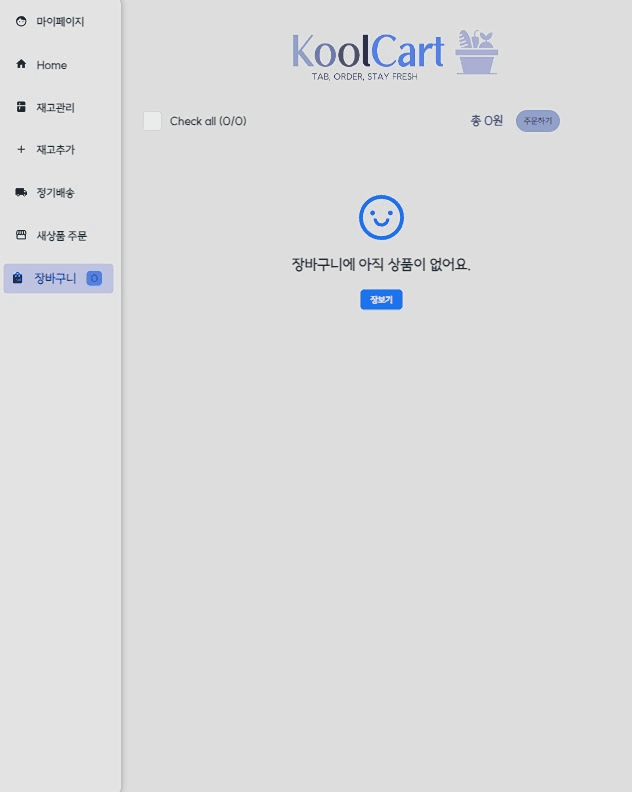 마이페이지
Home
재고관리
재고추가
정기배송
새상품 주문
장바구니 0
KoolCart
TAB, ORDER, STAY FRESH
Check all (0/0)
총 0원 주문하기
장바구니에 아직 상품이 없어요.
장보기